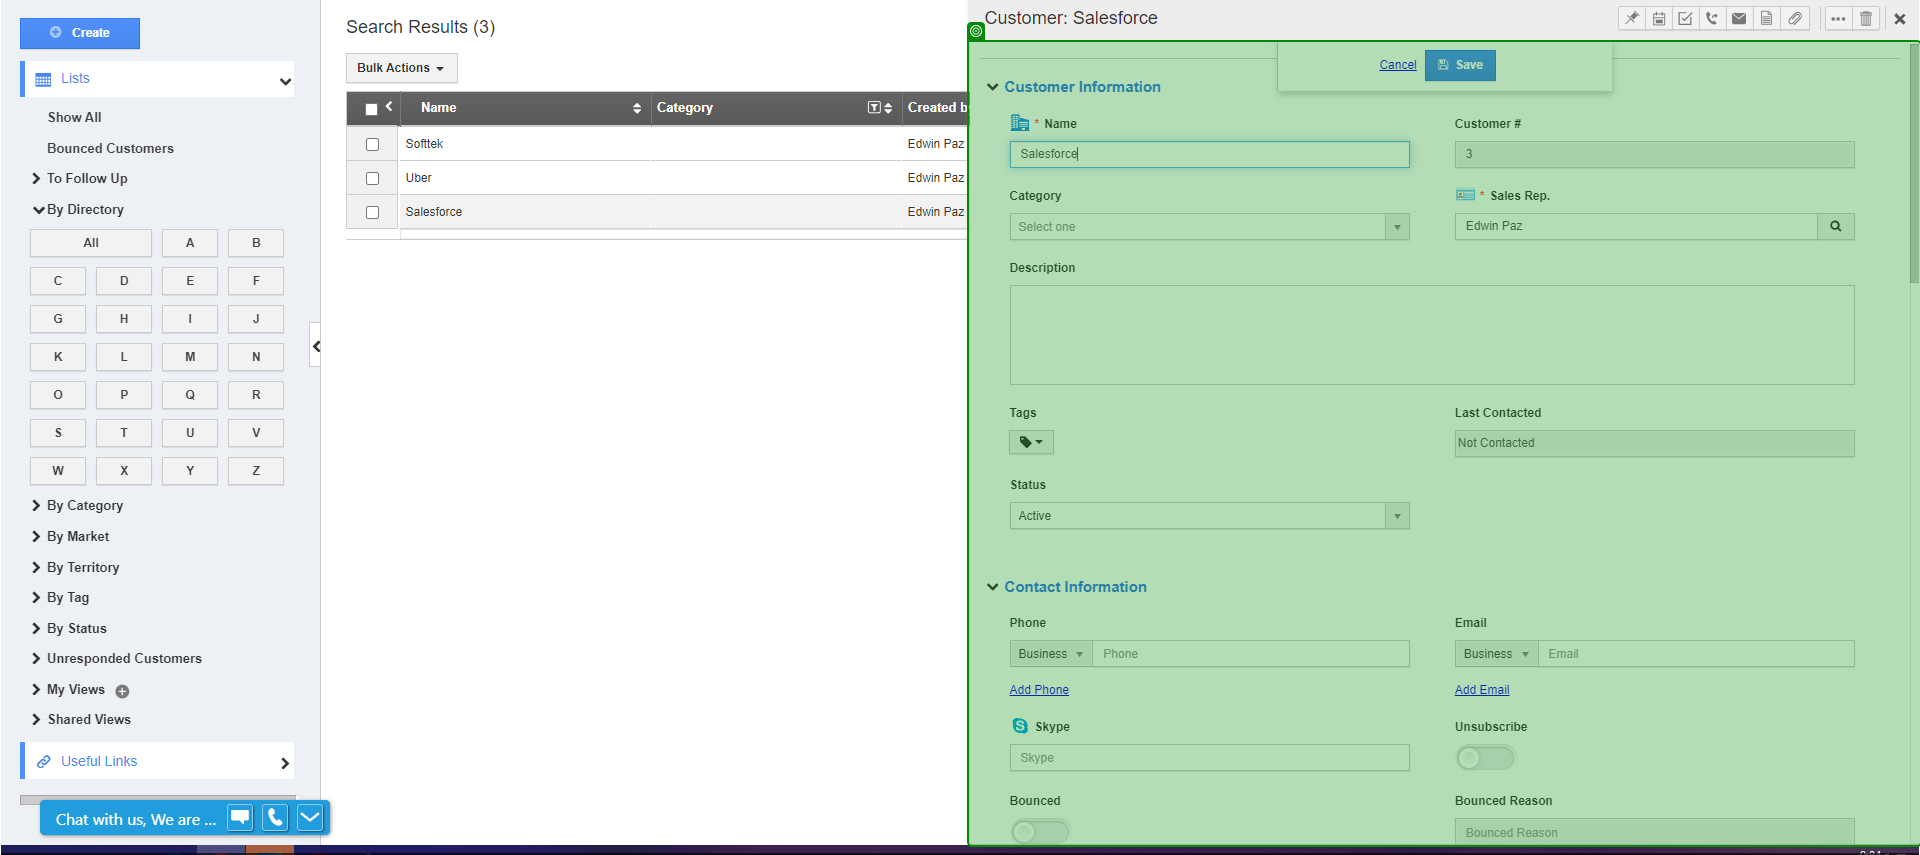 Create
Lists
Show All
Bounced Customers
To Follow Up
By Directory
All A B
C D E F
G H I J
K L M N
O P Q R
S T U V
W X Y Z
By Category
By Market
By Territory
By Tag
By Status
Unresponded Customers
My Views
Shared Views
Useful Links
Chat with us, We are ...
Search Results (3)
Bulk Actions
Name Category Created b
Softtek Edwin Paz
Uber Edwin Paz
Salesforce Edwin Paz
Customer: Salesforce
Cancel Save
Customer Information
* Name Customer #
Salesforce 3
Category * Sales Rep.
Select one Edwin Paz
Description
Tags Last Contacted
Not Contacted
Status
Active
Contact Information
Phone Email
Business Phone Business Email
Add Phone Add Email
Skype Unsubscribe
Skype
Bounced Bounced Reason
Bounced Reason